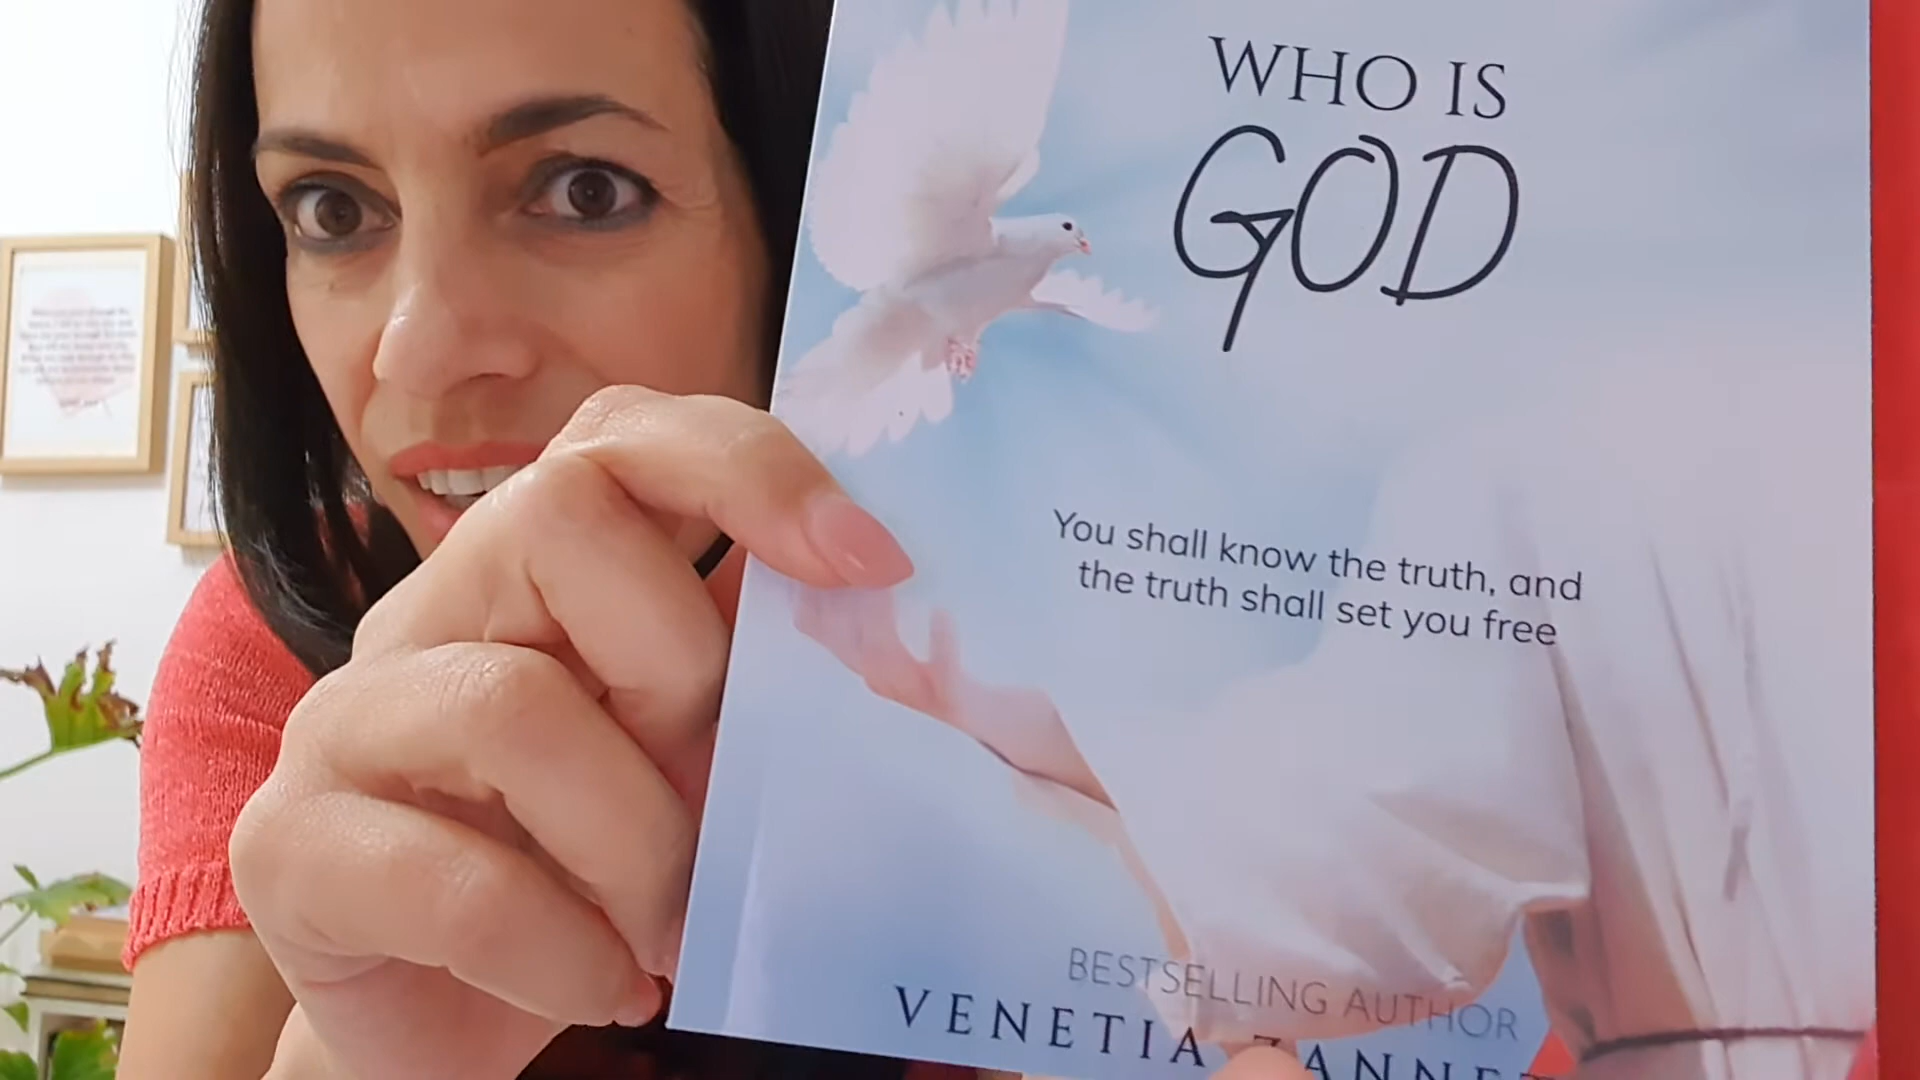 WHO IS
GOD
You shall know the truth, and
the truth shall set you free
BESTSELLING AUTHOR
VENETIA